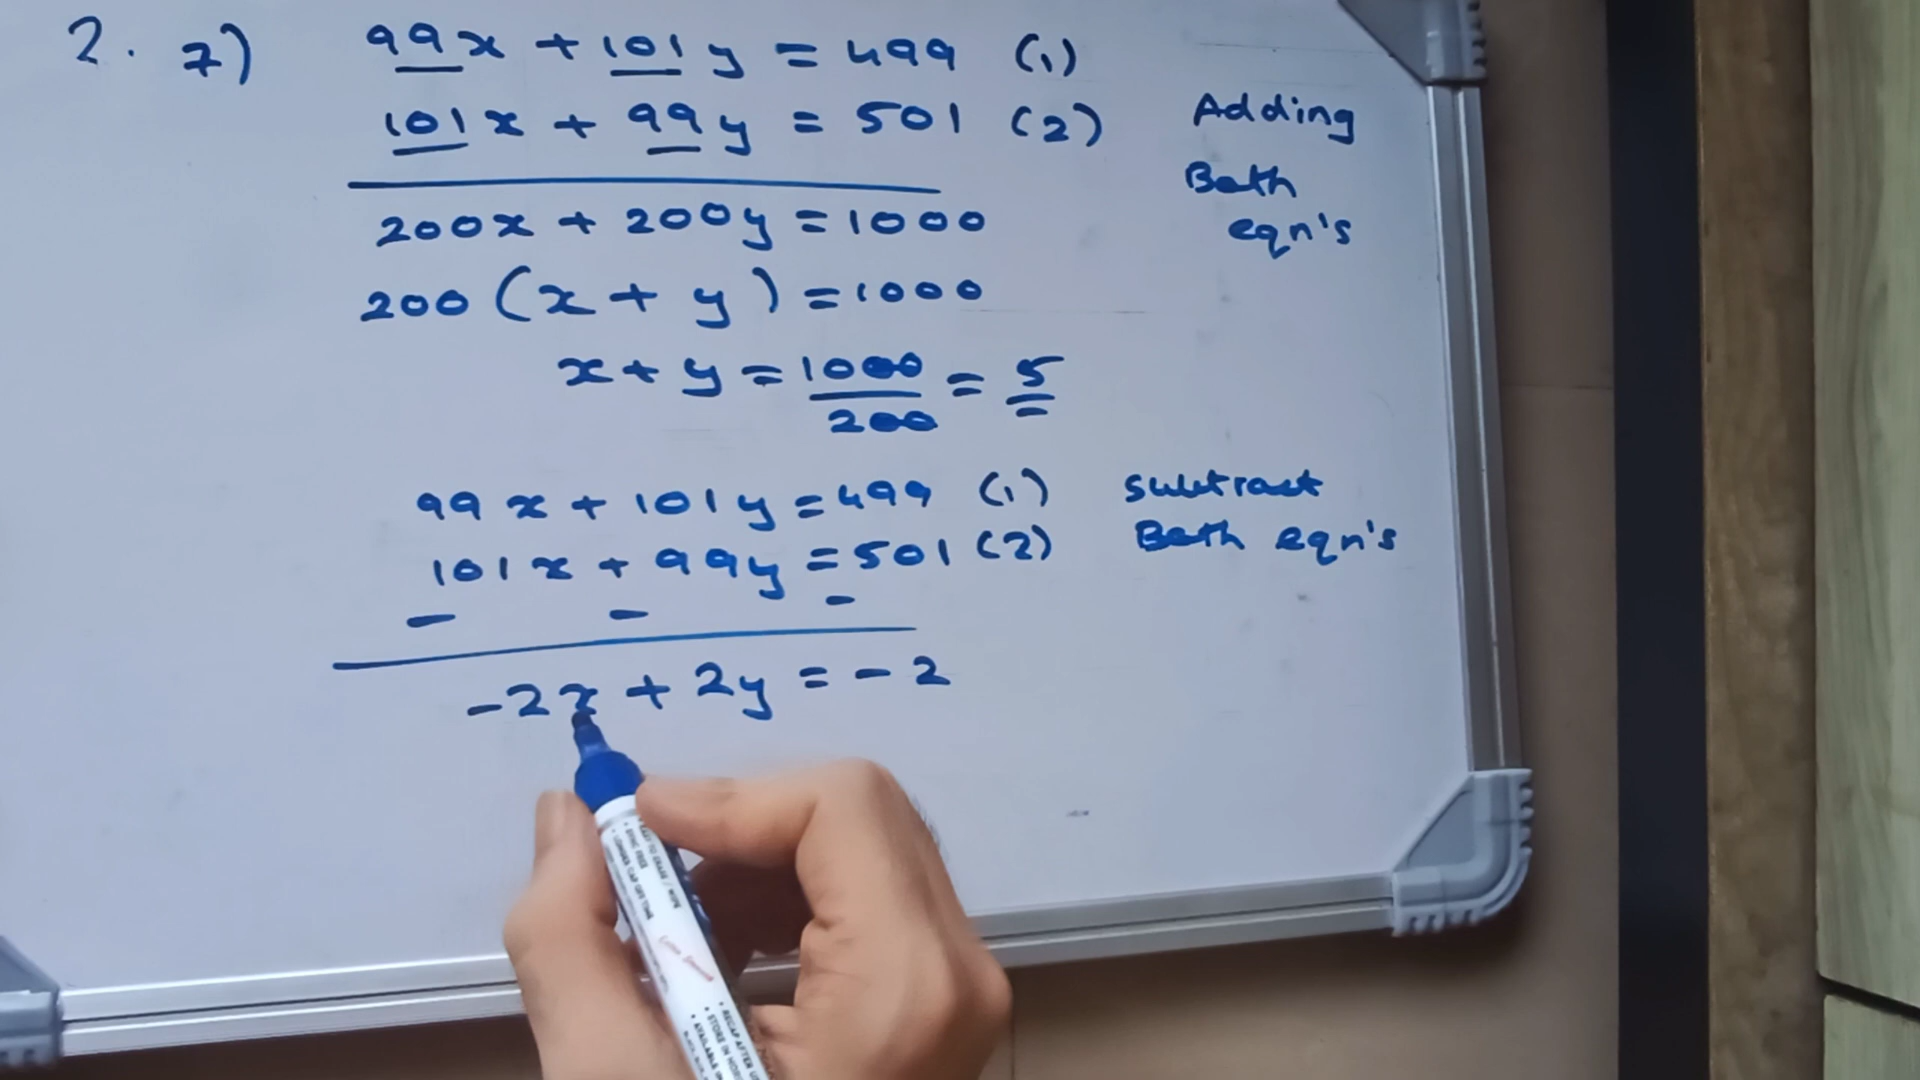 2. 7) 99x + 101y = 499 (1)
101x + 99y = 501 (2)
Adding
Both
eqn's
200x + 200y = 1000
200 (x + y) = 1000
x + y = 1000/200 = 5
99x + 101y = 499 (1)
101x + 99y = 501 (2)
- - -
subtract
Both eqn's
-2x + 2y = -2